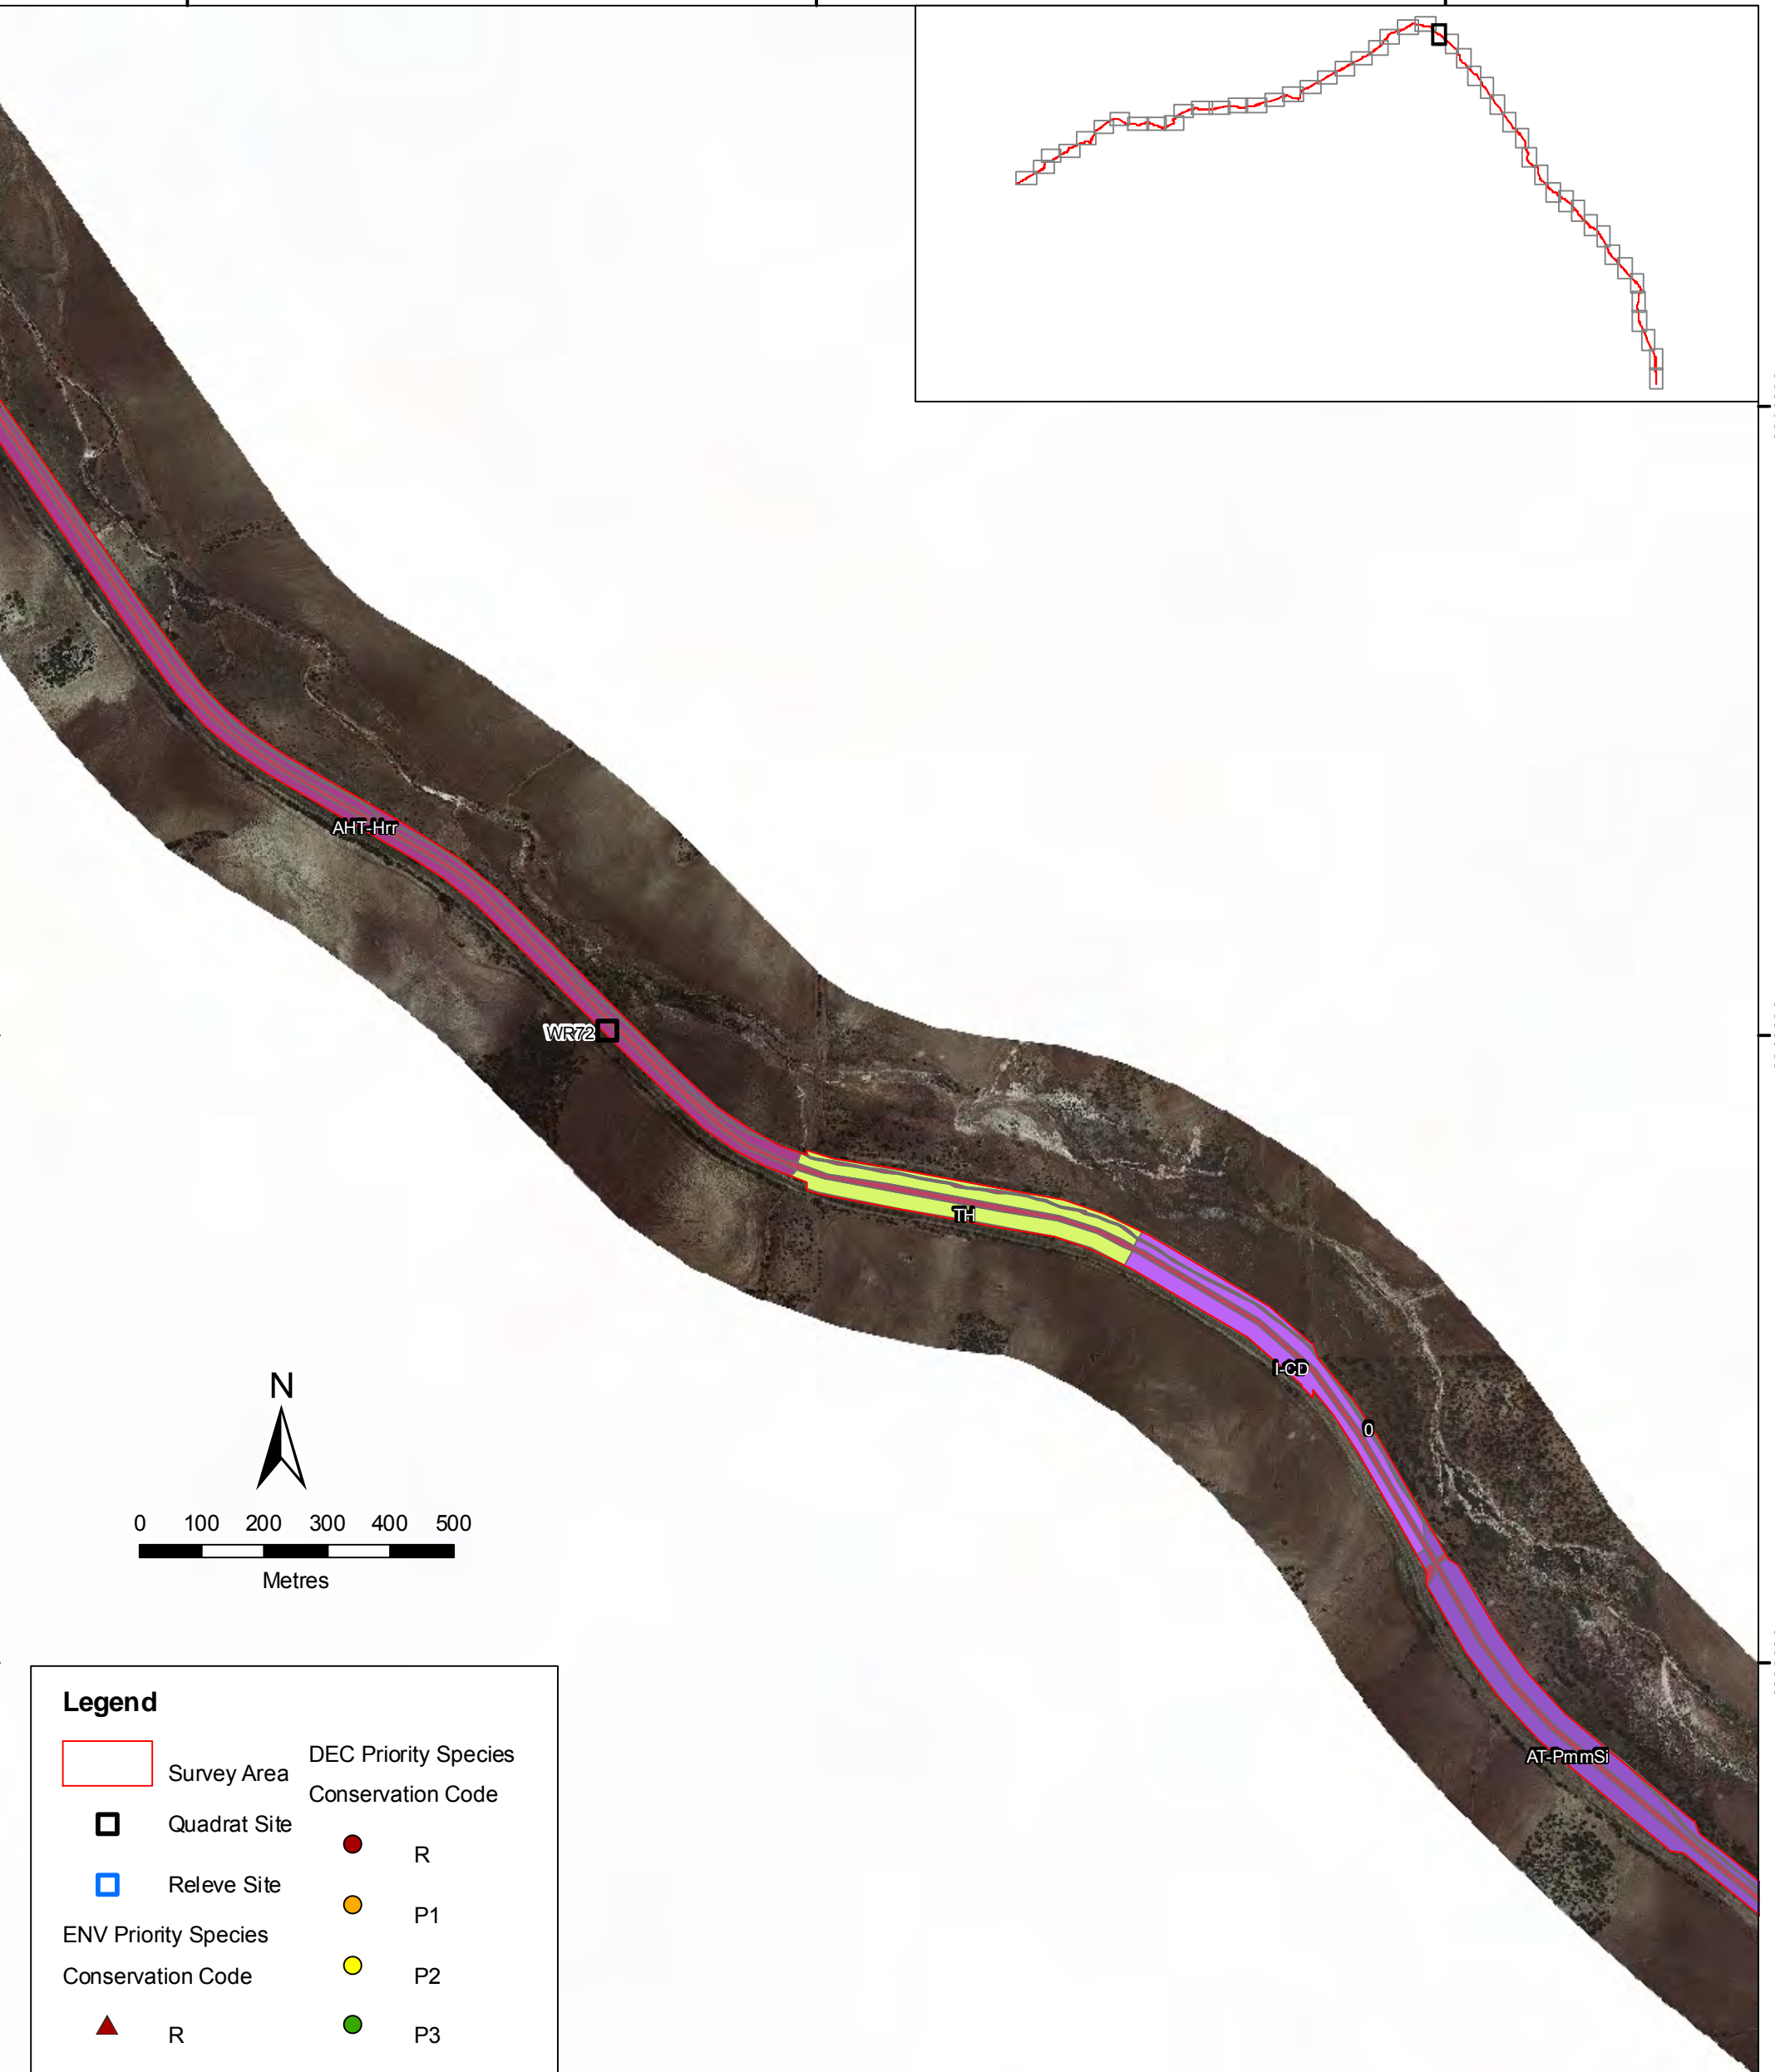 AHT-Hrr
WR72
TH
I-CD
0
AT-PmmSi
N
0 100 200 300 400 500
Metres
Legend
Survey Area
Quadrat Site
Releve Site
ENV Priority Species
Conservation Code
R
DEC Priority Species
Conservation Code
R
P1
P2
P3